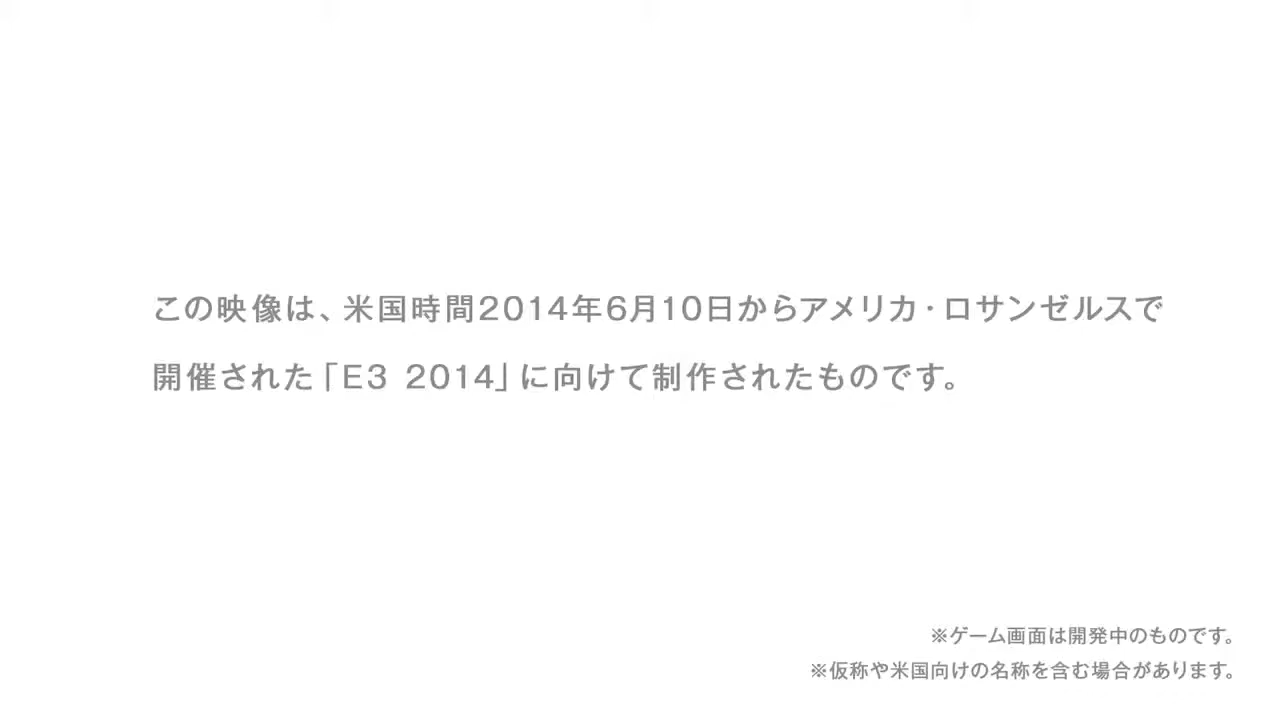 この映像は、米国時間2014年6月10日からアメリカ・ロサンゼルスで
開催された「E3 2014」に向けて制作されたものです。
※ゲーム画面は開発中のものです。
※仮称や米国向けの名称を含む場合があります。